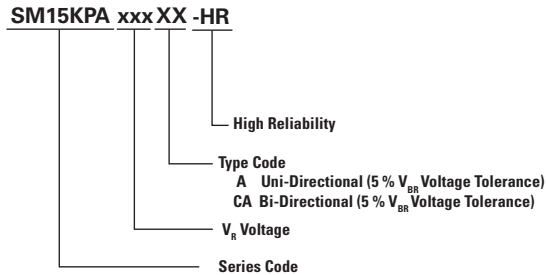 SM15KPA xxx XX -HR
High Reliability
Type Code
A Uni-Directional (5 % VBR Voltage Tolerance)
CA Bi-Directional (5 % VBR Voltage Tolerance)
VR Voltage
Series Code